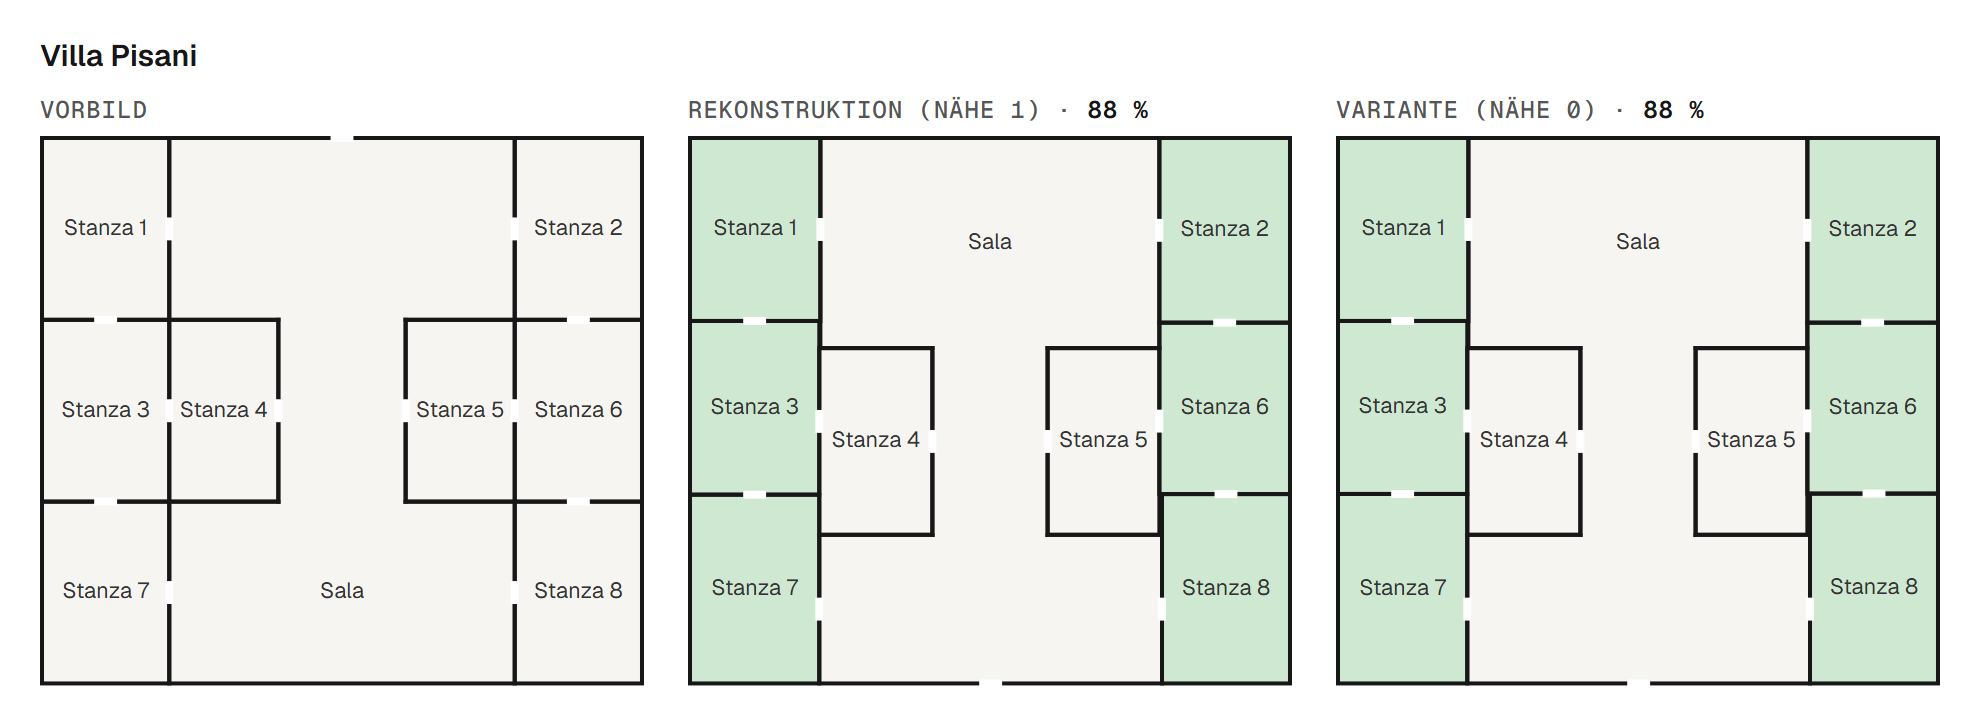 Villa Pisani
VORBILD
Stanza 1
Stanza 2
Stanza 3
Stanza 4
Stanza 5
Stanza 6
Stanza 7
Sala
Stanza 8
REKONSTRUKTION (NÄHE 1) · 88 %
Stanza 1
Sala
Stanza 2
Stanza 3
Stanza 4
Stanza 5
Stanza 6
Stanza 7
Stanza 8
VARIANTE (NÄHE 0) · 88 %
Stanza 1
Sala
Stanza 2
Stanza 3
Stanza 4
Stanza 5
Stanza 6
Stanza 7
Stanza 8